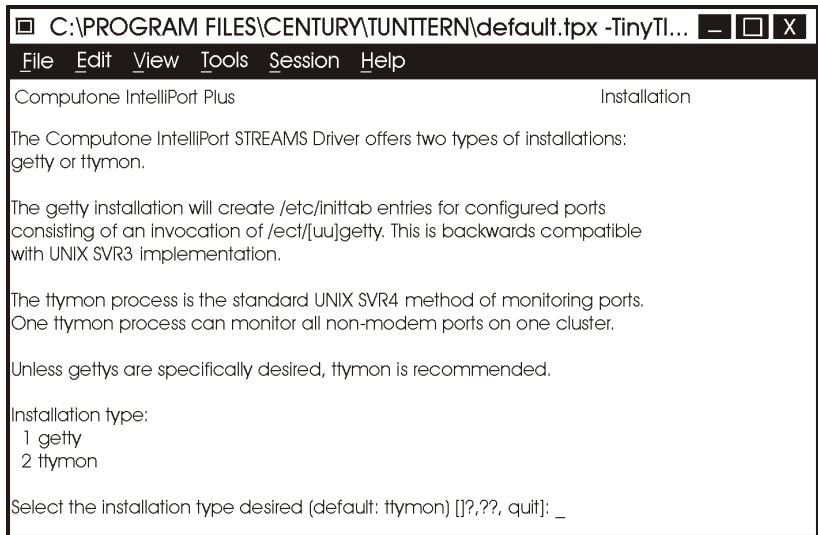 C:\PROGRAM FILES\CENTURY\TUNTTERN\default.tpx -TinyTI... – □ X
File Edit View Tools Session Help
Computone IntelliPort Plus Installation
The Computone IntelliPort STREAMS Driver offers two types of installations:
getty or ttymon.
The getty installation will create /etc/inittab entries for configured ports
consisting of an invocation of /ect/[uu]getty. This is backwards compatible
with UNIX SVR3 implementation.
The ttymon process is the standard UNIX SVR4 method of monitoring ports.
One ttymon process can monitor all non-modem ports on one cluster.
Unless gettys are specifically desired, ttymon is recommended.
Installation type:
1 getty
2 ttymon
Select the installation type desired (default: ttymon) []?,??, quit]: _